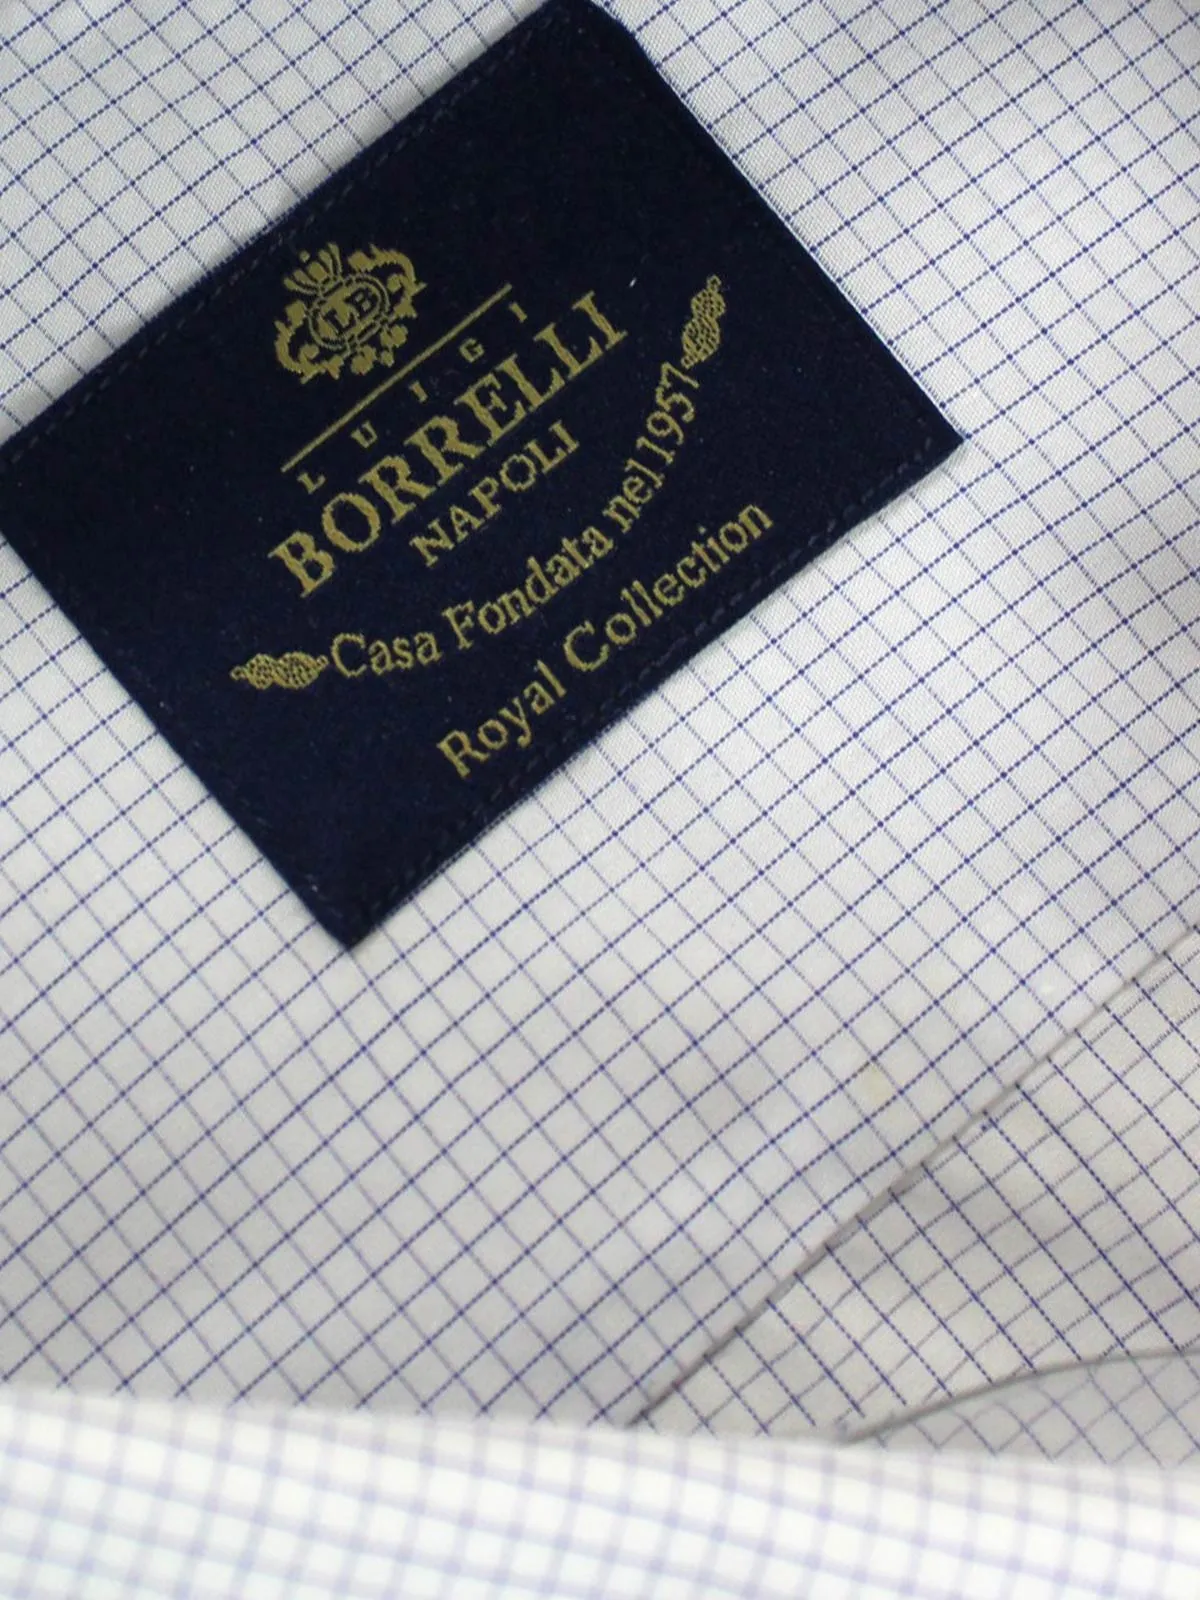 LB
LUIGI
BORRELLI
NAPOLI
Casa Fondata nel 1957
Royal Collection